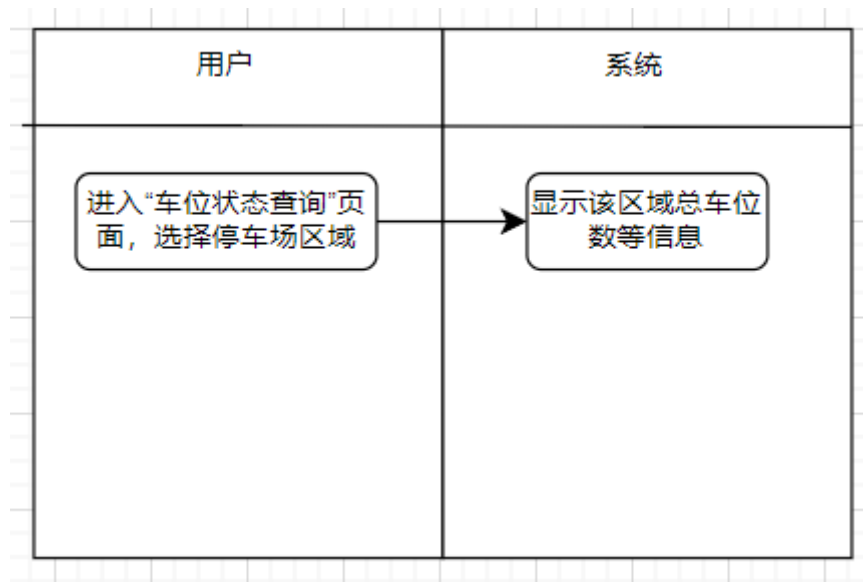 用户
系统
进入“车位状态查询”页
面，选择停车场区域
显示该区域总车位
数等信息